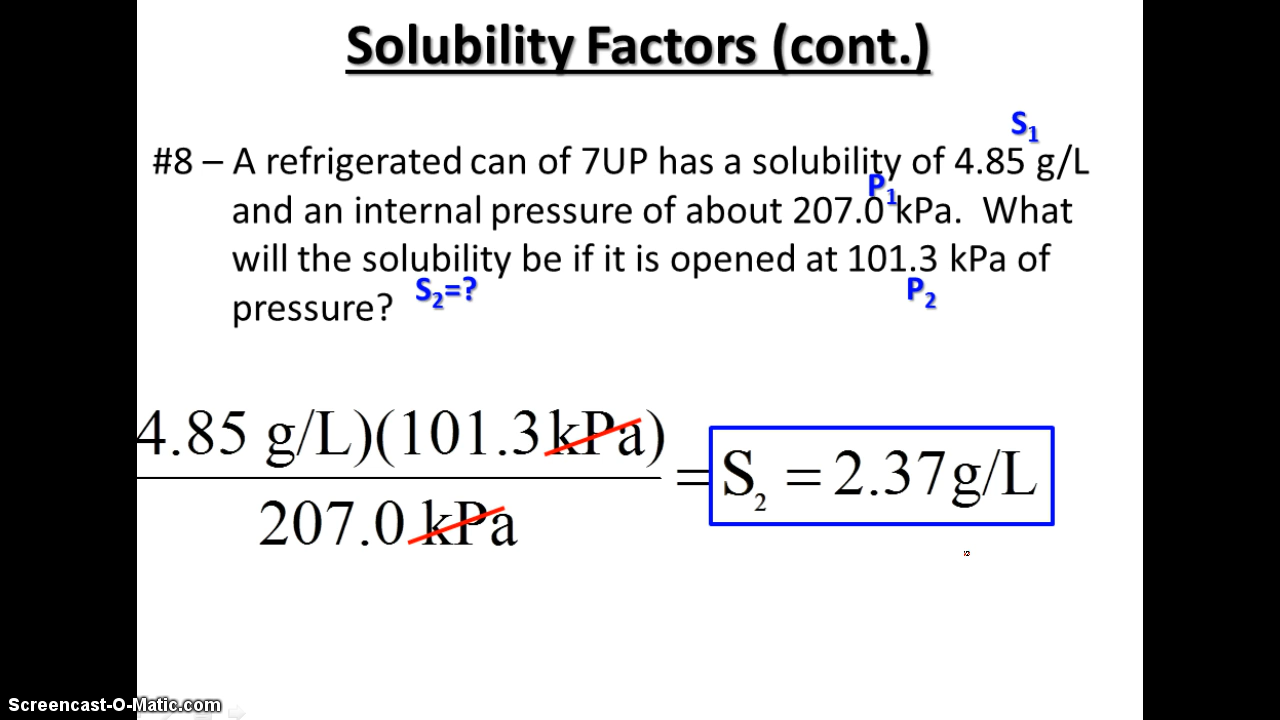 Solubility Factors (cont.)
S₁
#8 – A refrigerated can of 7UP has a solubility of 4.85 g/L
P₁
and an internal pressure of about 207.0 kPa. What
will the solubility be if it is opened at 101.3 kPa of
S₂=? P₂
pressure?
4.85 g/L)(101.3 kPa)
207.0 kPa
= S₂ = 2.37 g/L
Screencast-O-Matic.com